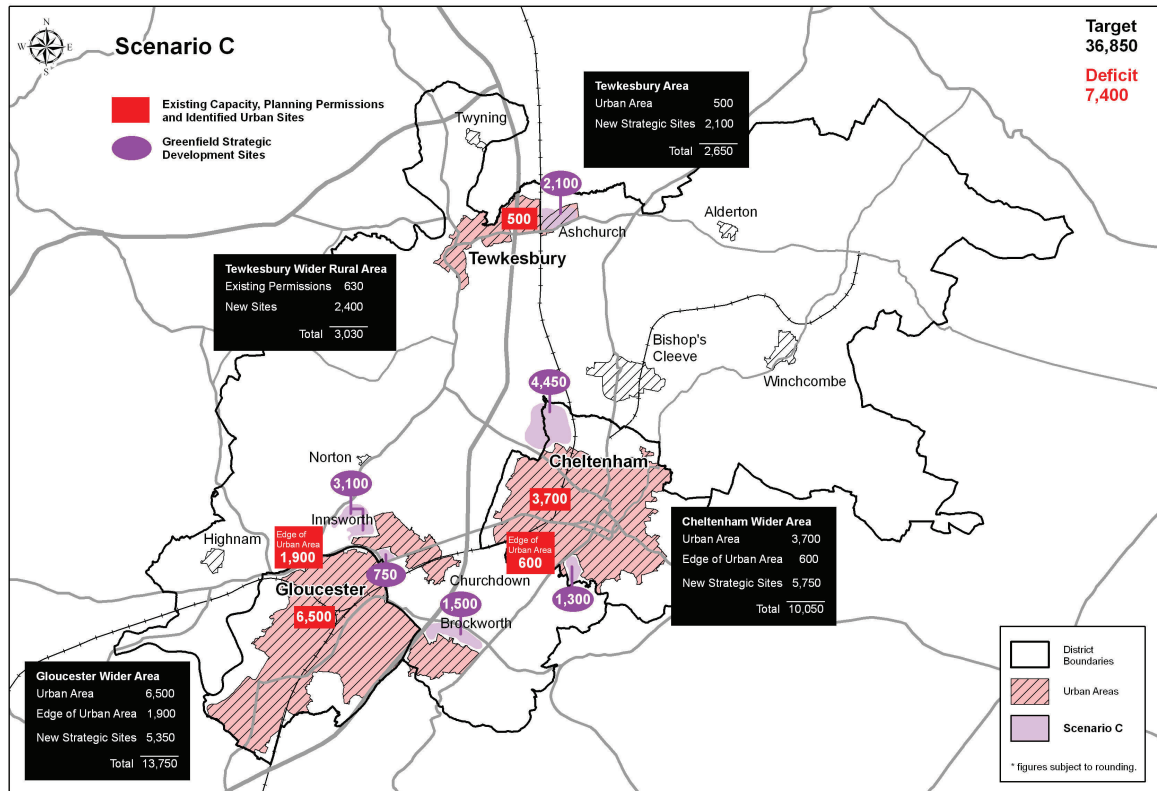 N
W E
S
Scenario C
Target
36,850
Deficit
7,400
Existing Capacity, Planning Permissions
and Identified Urban Sites
Greenfield Strategic
Development Sites
Tewkesbury Area
Urban Area 500
New Strategic Sites 2,100
Total 2,650
Twyning
2,100
500
Ashchurch
Alderton
Tewkesbury
Tewkesbury Wider Rural Area
Existing Permissions 630
New Sites 2,400
Total 3,030
Bishop's
Cleeve
Winchcombe
4,450
Cheltenham
Norton
3,100
3,700
Innsworth
Highnam
Edge of
Urban Area
1,900
Edge of
Urban Area
600
750
Churchdown
Gloucester
1,500
1,300
6,500
Brockworth
Cheltenham Wider Area
Urban Area 3,700
Edge of Urban Area 600
New Strategic Sites 5,750
Total 10,050
Gloucester Wider Area
Urban Area 6,500
Edge of Urban Area 1,900
New Strategic Sites 5,350
Total 13,750
District
Boundaries
Urban Areas
Scenario C
* figures subject to rounding.